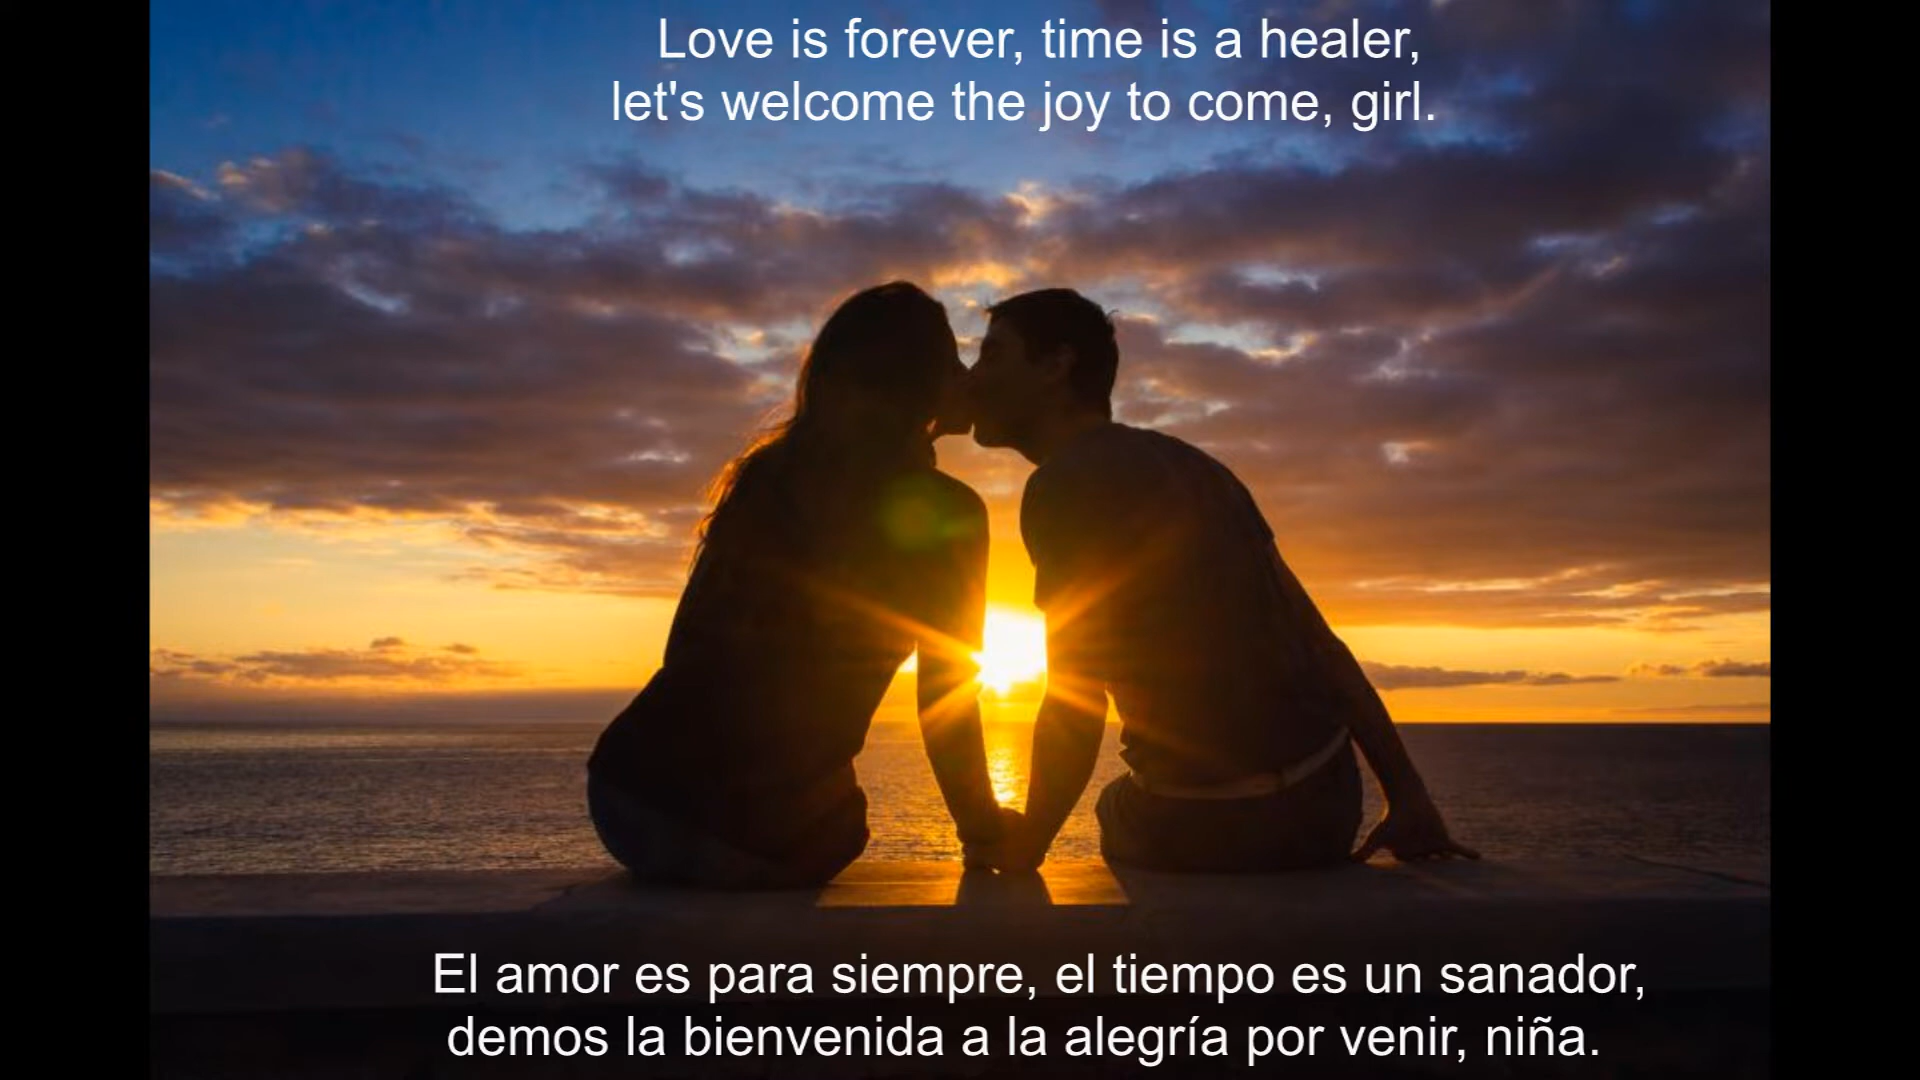 Love is forever, time is a healer,
let's welcome the joy to come, girl.
El amor es para siempre, el tiempo es un sanador,
demos la bienvenida a la alegría por venir, niña.